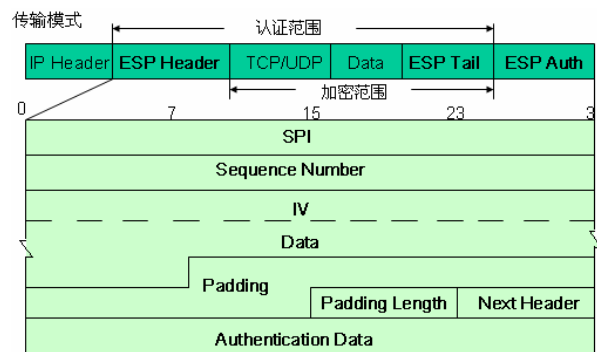 传输模式
认证范围
IP Header ESP Header TCP/UDP Data ESP Tail ESP Auth
加密范围
0 7 15 23 3
SPI
Sequence Number
IV
Data
Padding
Padding Length Next Header
Authentication Data